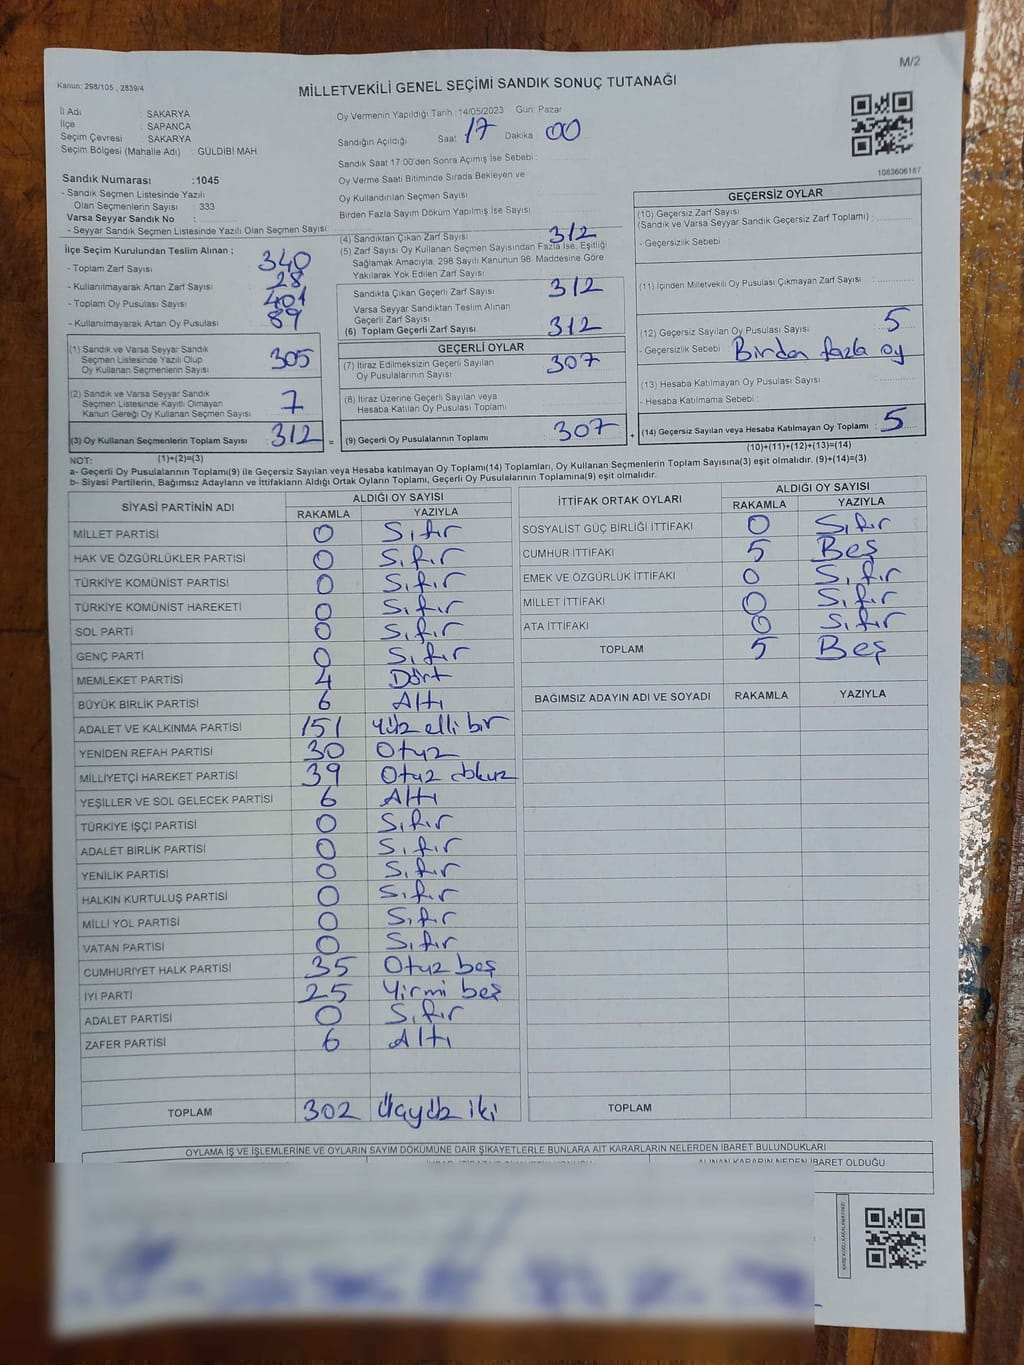 M/2
Kanun: 298/105 , 2839/4
MİLLETVEKİLİ GENEL SEÇİMİ SANDIK SONUÇ TUTANAĞI
İl Adı : SAKARYA
İlçe : SAPANCA
Seçim Çevresi : SAKARYA
Seçim Bölgesi (Mahalle Adı) : GÜLDİBİ MAH
Sandık Numarası :1045
- Sandık Seçmen Listesinde Yazılı
Olan Seçmenlerin Sayısı 333
Varsa Seyyar Sandık No :
- Seyyar Sandık Seçmen Listesinde Yazılı Olan Seçmen Sayısı
İlçe Seçim Kurulundan Teslim Alınan ;
- Toplam Zarf Sayısı : 340
- Kullanılmayarak Artan Zarf Sayısı : 28
- Toplam Oy Pusulası Sayısı : 401
- Kullanılmayarak Artan Oy Pusulası : 89
(1) Sandık ve Varsa Seyyar Sandık
Seçmen Listesinde Yazılı Olup
Oy Kullanan Seçmenlerin Sayısı 305
(2) Sandık ve Varsa Seyyar Sandık
Seçmen Listesinde Kayıtlı Olmayan
Kanun Gereği Oy Kullanan Seçmen Sayısı 7
(3) Oy Kullanan Seçmenlerin Toplam Sayısı 312 =
(1)+(2)=(3)
Oy Vermenin Yapıldığı Tarih : 14/05/2023 Gün: Pazar
Sandığın Açıldığı Saat : 17 Dakika : 00
Sandık Saat 17:00'den Sonra Açımış İse Sebebi :
Oy Verme Saati Bitiminde Sırada Bekleyen ve
Oy Kullandırılan Seçmen Sayısı :
Birden Fazla Sayım Döküm Yapılmış İse Sayısı :
(4) Sandıktan Çıkan Zarf Sayısı 312
(5) Zarf Sayısı Oy Kullanan Seçmen Sayısından Fazla İse, Eşitliği
Sağlamak Amacıyla; 298 Sayılı Kanunun 98. Maddesine Göre
Yakılarak Yok Edilen Zarf Sayısı
Sandıkta Çıkan Geçerli Zarf Sayısı 312
Varsa Seyyar Sandıktan Teslim Alınan
Geçerli Zarf Sayısı
(6) Toplam Geçerli Zarf Sayısı 312
GEÇERLİ OYLAR
(7) İtiraz Edilmeksizin Geçerli Sayılan
Oy Pusulalarının Sayısı 307
(8) İtiraz Üzerine Geçerli Sayılan veya
Hesaba Katılan Oy Pusulası Toplamı
(9) Geçerli Oy Pusulalarının Toplamı 307 +
1083606187
GEÇERSİZ OYLAR
(10) Geçersiz Zarf Sayısı
(Sandık ve Varsa Seyyar Sandık Geçersiz Zarf Toplamı) :
- Geçersizlik Sebebi
(11) İçinden Milletvekili Oy Pusulası Çıkmayan Zarf Sayısı
(12) Geçersiz Sayılan Oy Pusulası Sayısı : 5
- Geçersizlik Sebebi : Birden fazla oy
(13) Hesaba Katılmayan Oy Pusulası Sayısı :
- Hesaba Katılmama Sebebi :
(14) Geçersiz Sayılan veya Hesaba Katılmayan Oy Toplamı : 5
(10)+(11)+(12)+(13)=(14)
NOT:
a- Geçerli Oy Pusulalarının Toplamı(9) ile Geçersiz Sayılan veya Hesaba katılmayan Oy Toplamı(14) Toplamları, Oy Kullanan Seçmenlerin Toplam Sayısına(3) eşit olmalıdır. (9)+(14)=(3)
b- Siyasi Partilerin, Bağımsız Adayların ve İttifakların Aldığı Ortak Oyların Toplamı, Geçerli Oy Pusulalarının Toplamına(9) eşit olmalıdır.
SİYASİ PARTİNİN ADI ALDIĞI OY SAYISI
RAKAMLA YAZIYLA
MİLLET PARTİSİ 0 Sıfır
HAK VE ÖZGÜRLÜKLER PARTİSİ 0 Sıfır
TÜRKİYE KOMÜNİST PARTİSİ 0 Sıfır
TÜRKİYE KOMÜNİST HAREKETİ 0 Sıfır
SOL PARTİ 0 Sıfır
GENÇ PARTİ 0 Sıfır
MEMLEKET PARTİSİ 4 Dört
BÜYÜK BİRLİK PARTİSİ 6 Altı
ADALET VE KALKINMA PARTİSİ 151 Yüz elli bir
YENİDEN REFAH PARTİSİ 30 Otuz
MİLLİYETÇİ HAREKET PARTİSİ 39 Otuz dokuz
YEŞİLLER VE SOL GELECEK PARTİSİ 6 Altı
TÜRKİYE İŞÇİ PARTİSİ 0 Sıfır
ADALET BİRLİK PARTİSİ 0 Sıfır
YENİLİK PARTİSİ 0 Sıfır
HALKIN KURTULUŞ PARTİSİ 0 Sıfır
MİLLİ YOL PARTİSİ 0 Sıfır
VATAN PARTİSİ 0 Sıfır
CUMHURİYET HALK PARTİSİ 35 Otuz beş
İYİ PARTİ 25 Yirmi beş
ADALET PARTİSİ 0 Sıfır
ZAFER PARTİSİ 6 Altı
TOPLAM 302 Üçyüz iki
İTTİFAK ORTAK OYLARI ALDIĞI OY SAYISI
RAKAMLA YAZIYLA
SOSYALİST GÜÇ BİRLİĞİ İTTİFAKI 0 Sıfır
CUMHUR İTTİFAKI 5 Beş
EMEK VE ÖZGÜRLÜK İTTİFAKI 0 Sıfır
MİLLET İTTİFAKI 0 Sıfır
ATA İTTİFAKI 0 Sıfır
TOPLAM 5 Beş
BAĞIMSIZ ADAYIN ADI VE SOYADI RAKAMLA YAZIYLA
TOPLAM
OYLAMA İŞ VE İŞLEMLERİNE VE OYLARIN SAYIM DÖKÜMÜNE DAİR ŞİKAYETLERLE BUNLARA AİT KARARLARIN NELERDEN İBARET BULUNDUKLARI
ALINAN KARARIN NEDEN İBARET OLDUĞU